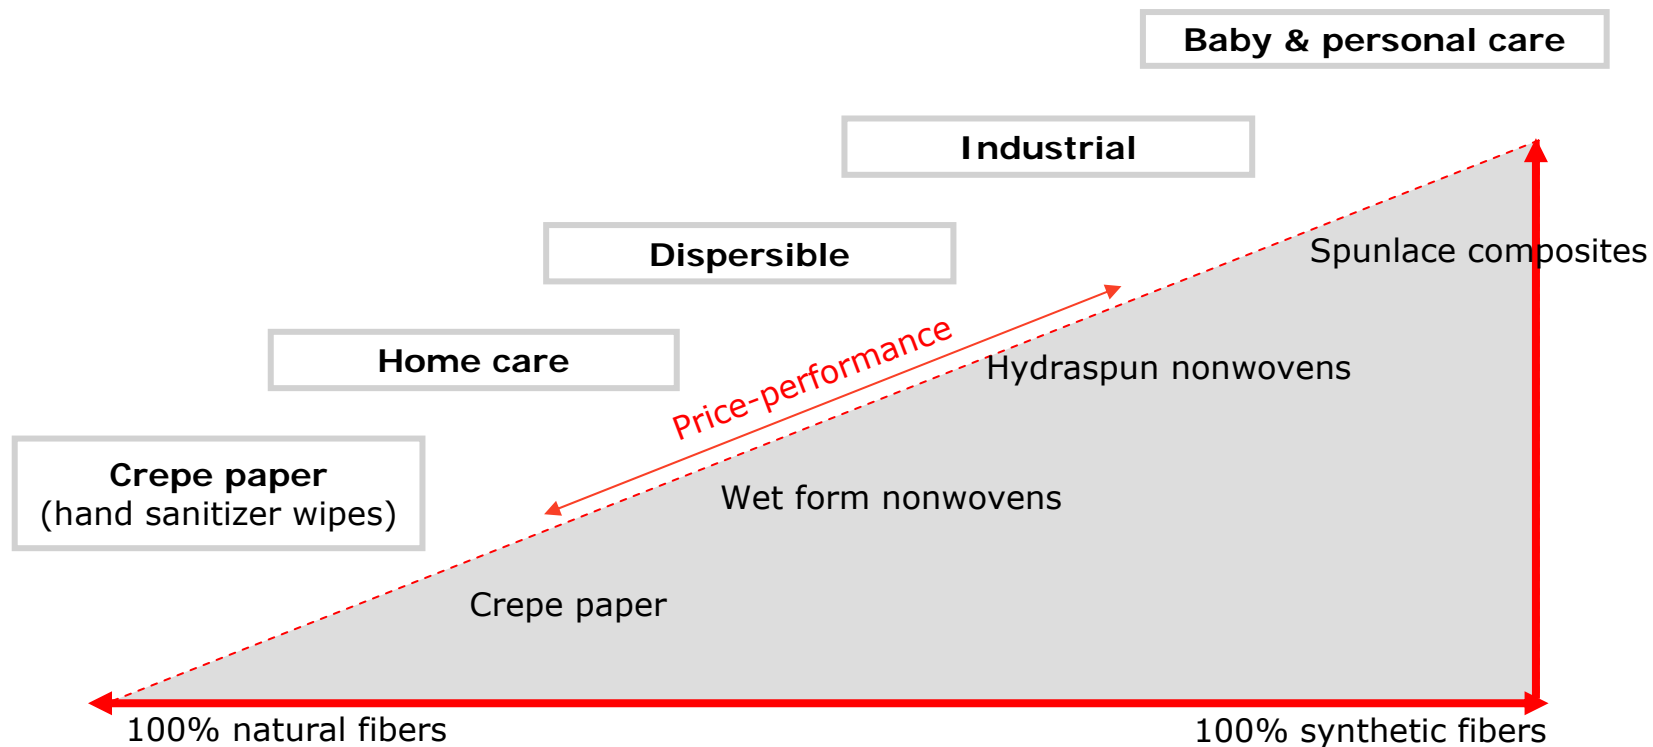 Baby & personal care
Industrial
Dispersible
Spunlace composites
Price-performance
Home care
Hydraspun nonwovens
Crepe paper
(hand sanitizer wipes)
Wet form nonwovens
Crepe paper
100% natural fibers
100% synthetic fibers